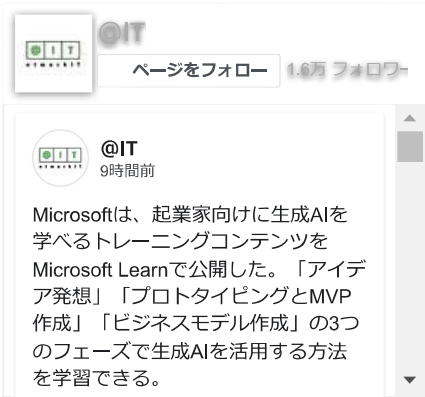 @IT
@IT
atmarkIT
ページをフォロー
1.6万 フォロワー
@IT
@IT
atmarkIT
9時間前
Microsoftは、起業家向けに生成AIを
学べるトレーニングコンテンツを
Microsoft Learnで公開した。「アイデ
ア発想」「プロトタイピングとMVP
作成」「ビジネスモデル作成」の3つ
のフェーズで生成AIを活用する方法
を学習できる。